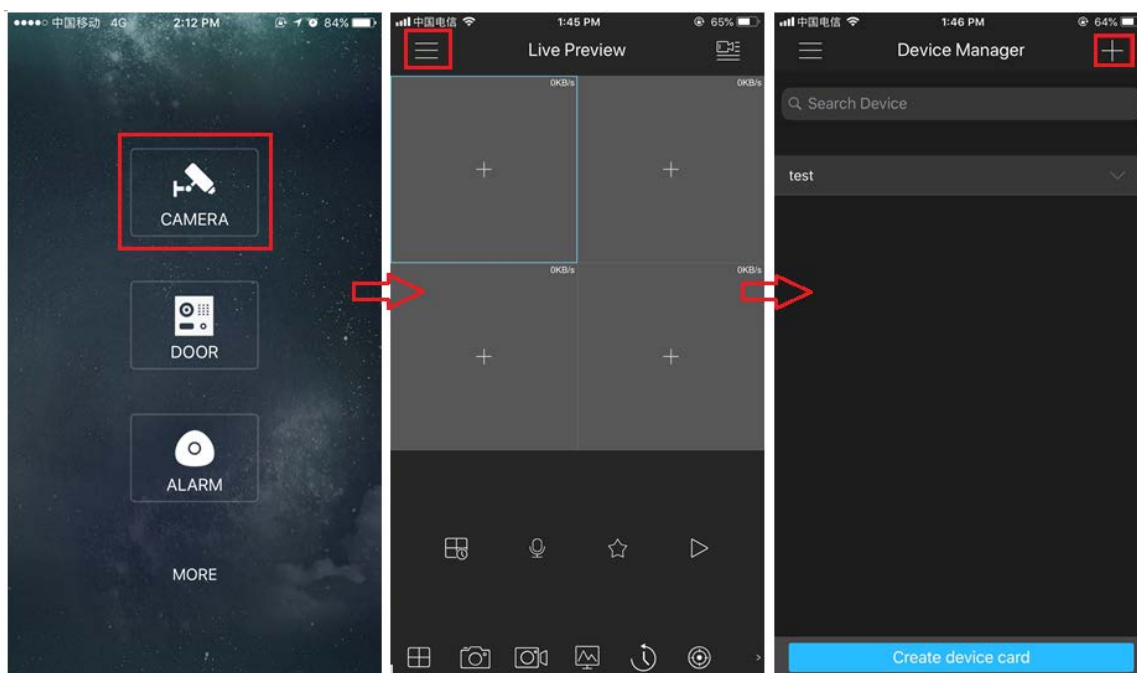 中国移动 4G 2:12 PM 84%
CAMERA
DOOR
ALARM
MORE
中国电信 1:45 PM 65%
Live Preview
0KB/s 0KB/s
0KB/s 0KB/s
中国电信 1:46 PM 64%
Device Manager
Search Device
test
Create device card